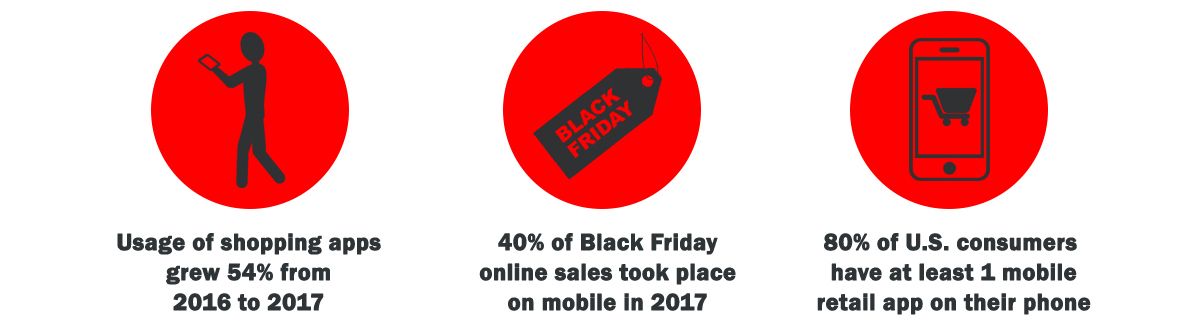 BLACK
FRIDAY
Usage of shopping apps
grew 54% from
2016 to 2017
40% of Black Friday
online sales took place
on mobile in 2017
80% of U.S. consumers
have at least 1 mobile
retail app on their phone